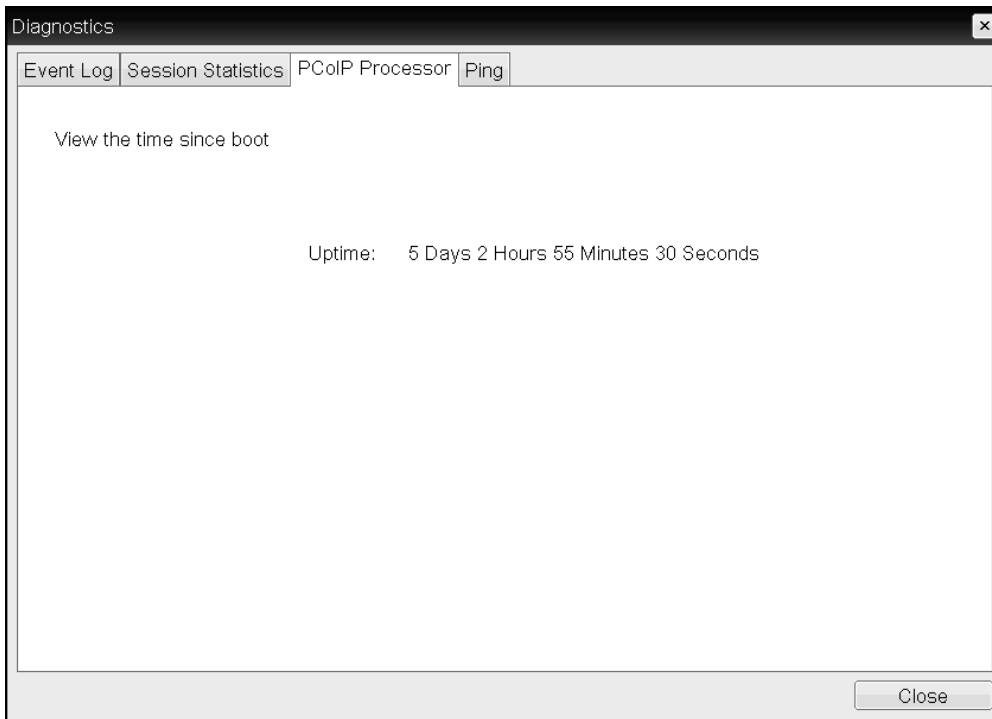 Diagnostics
Event Log Session Statistics PCoIP Processor Ping
View the time since boot
Uptime: 5 Days 2 Hours 55 Minutes 30 Seconds
Close